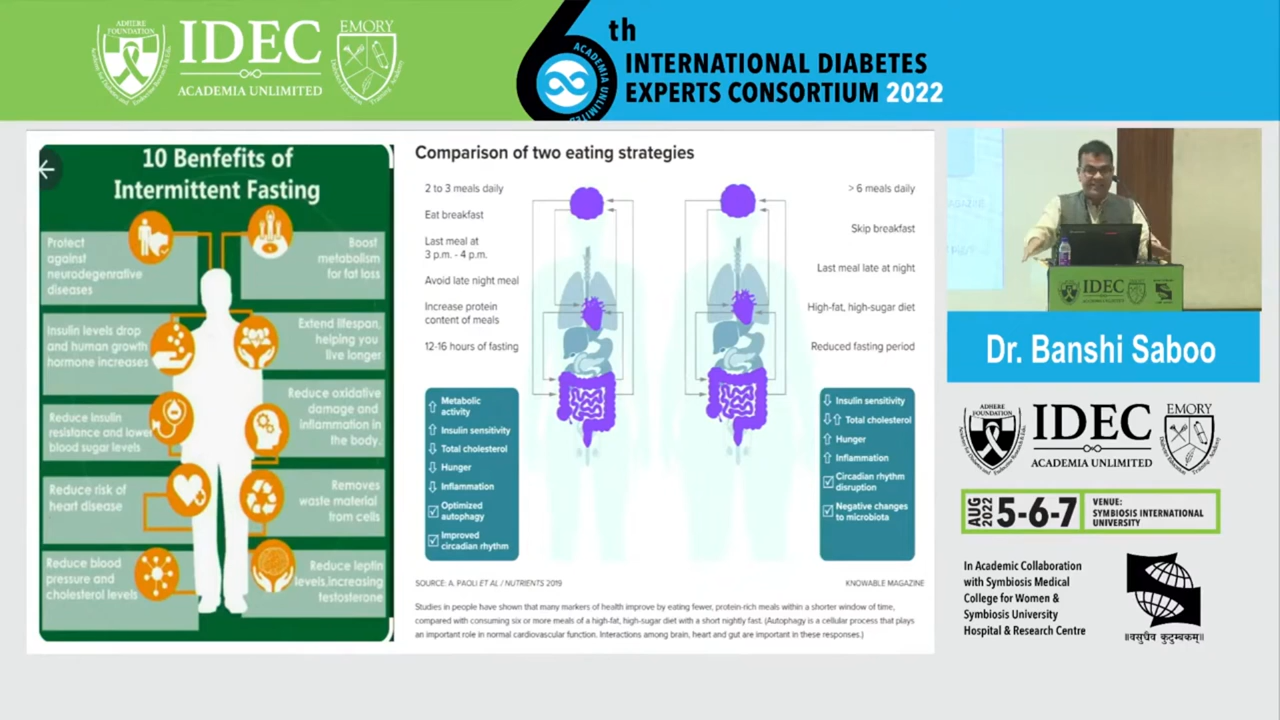 ADHERE
FOUNDATION
IDEC
ACADEMIA UNLIMITED
EMORY
6th
ACADEMIA UNLIMITED
INTERNATIONAL DIABETES
EXPERTS CONSORTIUM 2022
10 Benfefits of
Intermittent Fasting
Protect
against
neurodegenrative
diseases
Boost
metabolism
for fat loss
Insulin levels drop
and human growth
hormone increases
Extend lifespan,
helping you
live longer
Reduce insulin
resistance and lower
blood sugar levels
Reduce oxidative
damage and
inflammation in
the body.
Reduce risk of
heart disease
Removes
waste material
from cells
Reduce blood
pressure and
cholesterol levels
Reduce leptin
levels,increasing
testosterone
Comparison of two eating strategies
2 to 3 meals daily
Eat breakfast
Last meal at
3 p.m. - 4 p.m.
Avoid late night meal
Increase protein
content of meals
12-16 hours of fasting
> 6 meals daily
Skip breakfast
Last meal late at night
High-fat, high-sugar diet
Reduced fasting period
Metabolic
activity
Insulin sensitivity
Total cholesterol
Hunger
Inflammation
Optimized
autophagy
Improved
circadian rhythm
Insulin sensitivity
Total cholesterol
Hunger
Inflammation
Circadian rhythm
disruption
Negative changes
to microbiota
SOURCE: A. PAOLI ET AL / NUTRIENTS 2019
KNOWABLE MAGAZINE
Studies in people have shown that many markers of health improve by eating fewer, protein-rich meals within a shorter window of time,
compared with consuming six or more meals of a high-fat, high-sugar diet with a short nightly fast. (Autophagy is a cellular process that plays
an important role in normal cardiovascular function. Interactions among brain, heart and gut are important in these responses.)
IDEC
Dr. Banshi Saboo
ADHERE
FOUNDATION
IDEC
ACADEMIA UNLIMITED
EMORY
AUG
2022
5-6-7
VENUE:
SYMBIOSIS INTERNATIONAL
UNIVERSITY
In Academic Collaboration
with Symbiosis Medical
College for Women &
Symbiosis University
Hospital & Research Centre
॥वसुधैव कुटुम्बकम्॥